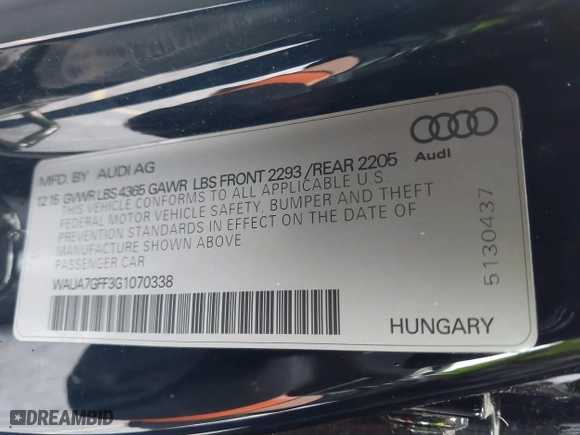 MFD. BY AUDI AG
12 15 GVWR LBS 4365 GAWR LBS FRONT 2293 /REAR 2205
THIS VEHICLE CONFORMS TO ALL APPLICABLE U.S.
FEDERAL MOTOR VEHICLE SAFETY, BUMPER AND THEFT
PREVENTION STANDARDS IN EFFECT ON THE DATE OF
MANUFACTURE SHOWN ABOVE
PASSENGER CAR
WAUA7GFF3G1070338
HUNGARY
Audi
5130437
DREAMBID